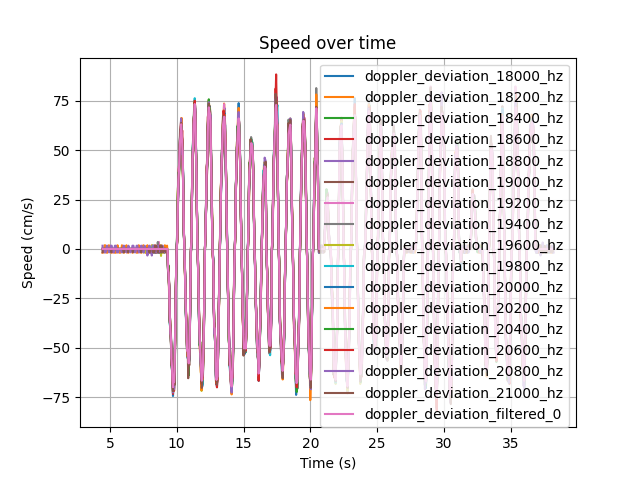 Speed over time
Speed (cm/s)
75
50
25
0
−25
−50
−75
5
10
15
20
25
30
35
Time (s)
doppler_deviation_18000_hz
doppler_deviation_18200_hz
doppler_deviation_18400_hz
doppler_deviation_18600_hz
doppler_deviation_18800_hz
doppler_deviation_19000_hz
doppler_deviation_19200_hz
doppler_deviation_19400_hz
doppler_deviation_19600_hz
doppler_deviation_19800_hz
doppler_deviation_20000_hz
doppler_deviation_20200_hz
doppler_deviation_20400_hz
doppler_deviation_20600_hz
doppler_deviation_20800_hz
doppler_deviation_21000_hz
doppler_deviation_filtered_0